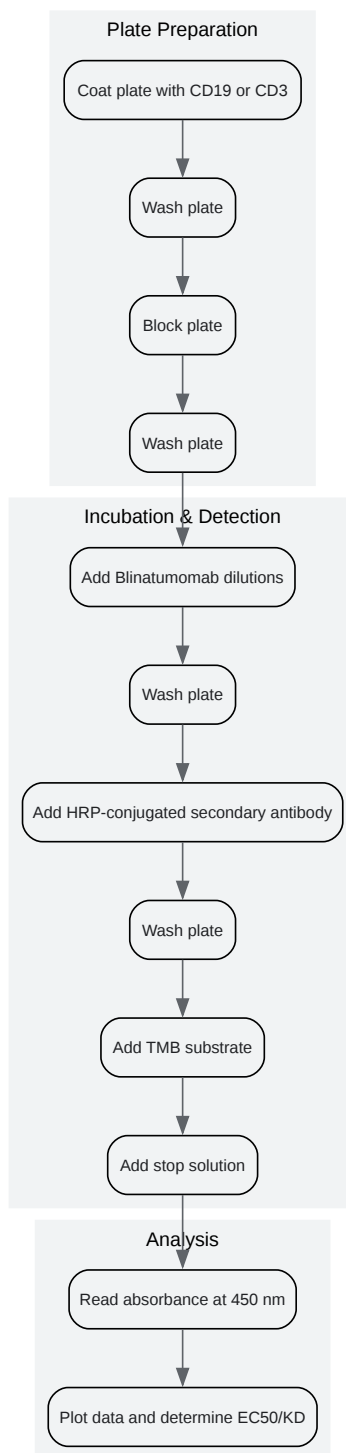 Plate Preparation
Coat plate with CD19 or CD3
Wash plate
Block plate
Wash plate
Incubation & Detection
Add Blinatumomab dilutions
Wash plate
Add HRP-conjugated secondary antibody
Wash plate
Add TMB substrate
Add stop solution
Analysis
Read absorbance at 450 nm
Plot data and determine EC50/KD